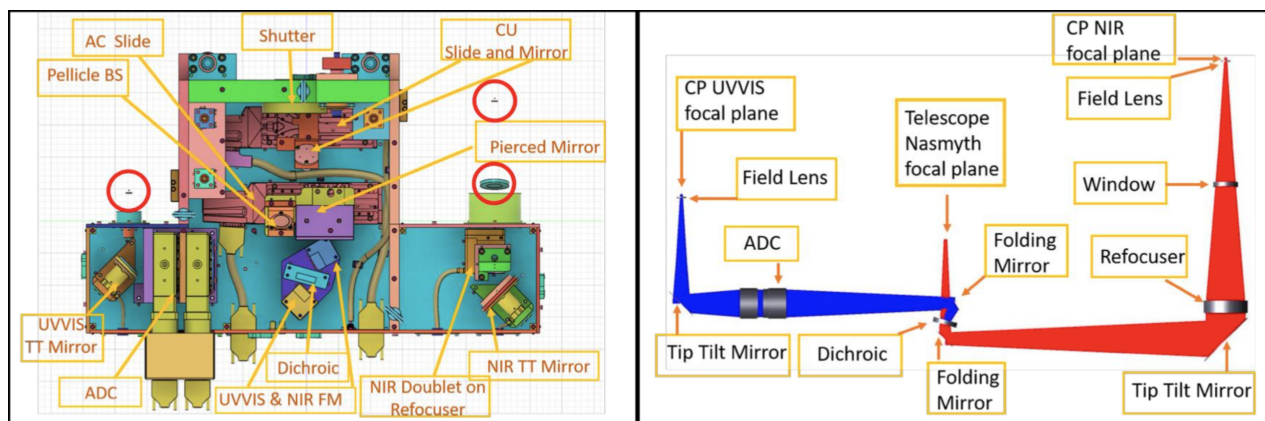 AC Slide
Shutter
CU
Slide and Mirror
Pellicle BS
Pierced Mirror
UVVIS
TT Mirror
ADC
UVVIS & NIR FM
Dichroic
NIR Doublet on
Refocuser
NIR TT Mirror
CP NIR
focal plane
CP UVVIS
focal plane
Telescope
Nasmyth
focal plane
Field Lens
Field Lens
Window
ADC
Folding
Mirror
Refocuser
Tip Tilt Mirror
Dichroic
Folding
Mirror
Tip Tilt Mirror